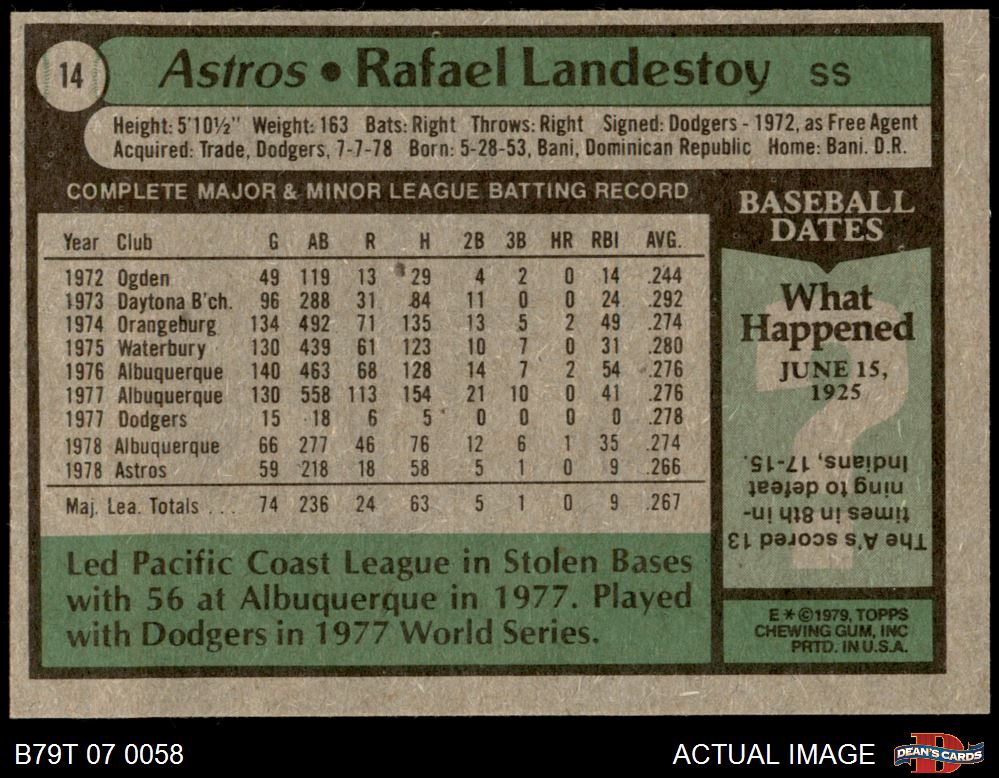 14 Astros • Rafael Landestoy SS
Height: 5'10½" Weight: 163 Bats: Right Throws: Right Signed: Dodgers - 1972, as Free Agent
Acquired: Trade, Dodgers, 7-7-78 Born: 5-28-53, Bani, Dominican Republic Home: Bani. D.R.
COMPLETE MAJOR & MINOR LEAGUE BATTING RECORD
Year Club G AB R H 2B 3B HR RBI AVG.
1972 Ogden 49 119 13 29 4 2 0 14 .244
1973 Daytona B'ch. 96 288 31 84 11 0 0 24 .292
1974 Orangeburg 134 492 71 135 13 5 2 49 .274
1975 Waterbury 130 439 61 123 10 7 0 31 .280
1976 Albuquerque 140 463 68 128 14 7 2 54 .276
1977 Albuquerque 130 558 113 154 21 10 0 41 .276
1977 Dodgers 15 18 6 5 0 0 0 0 .278
1978 Albuquerque 66 277 46 76 12 6 1 35 .274
1978 Astros 59 218 18 58 5 1 0 9 .266
Maj. Lea. Totals ... 74 236 24 63 5 1 0 9 .267
Led Pacific Coast League in Stolen Bases
with 56 at Albuquerque in 1977. Played
with Dodgers in 1977 World Series.
BASEBALL
DATES
What
Happened
JUNE 15,
1925
?
The A's scored 13
times in 8th in-
ning to defeat
Indians, 17-15.
E*©1979, TOPPS
CHEWING GUM, INC
PRTD. IN U.S.A.
B79T 07 0058
ACTUAL IMAGE
D
DEAN'S CARDS